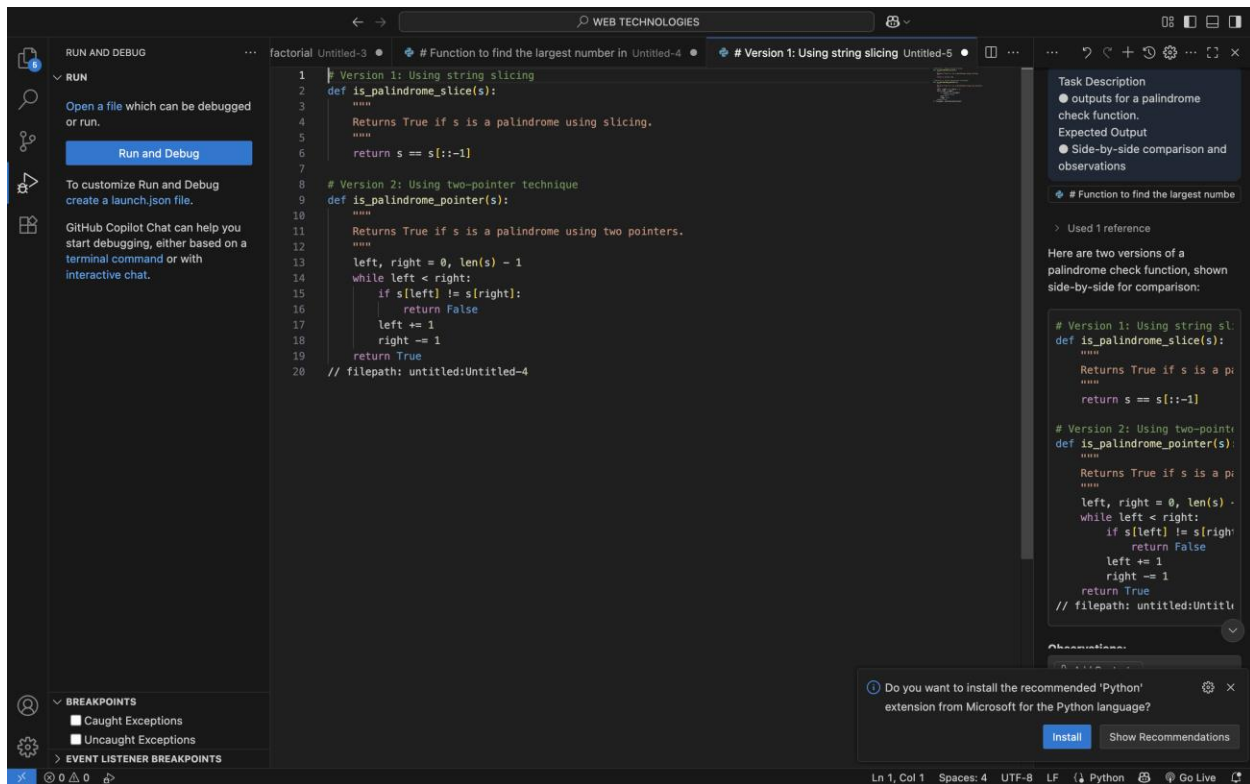 WEB TECHNOLOGIES
RUN AND DEBUG
RUN
Open a file which can be debugged
or run.
Run and Debug
To customize Run and Debug
create a launch.json file.
GitHub Copilot Chat can help you
start debugging, either based on a
terminal command or with
interactive chat.
BREAKPOINTS
Caught Exceptions
Uncaught Exceptions
EVENT LISTENER BREAKPOINTS
factorial Untitled-3
# Function to find the largest number in Untitled-4
# Version 1: Using string slicing Untitled-5
1 # Version 1: Using string slicing
2 def is_palindrome_slice(s):
3 """
4 Returns True if s is a palindrome using slicing.
5 """
6 return s == s[::-1]
7
8 # Version 2: Using two-pointer technique
9 def is_palindrome_pointer(s):
10 """
11 Returns True if s is a palindrome using two pointers.
12 """
13 left, right = 0, len(s) - 1
14 while left < right:
15 if s[left] != s[right]:
16 return False
17 left += 1
18 right -= 1
19 return True
20 // filepath: untitled:Untitled-4
Task Description
● outputs for a palindrome
check function.
Expected Output
● Side-by-side comparison and
observations
# Function to find the largest numbe
Used 1 reference
Here are two versions of a
palindrome check function, shown
side-by-side for comparison:
# Version 1: Using string sl
def is_palindrome_slice(s):
"""
Returns True if s is a pa
"""
return s == s[::-1]
# Version 2: Using two-pointe
def is_palindrome_pointer(s):
"""
Returns True if s is a pa
"""
left, right = 0, len(s) -
while left < right:
if s[left] != s[right
return False
left += 1
right -= 1
return True
// filepath: untitled:Untitle
Observations:
Do you want to install the recommended 'Python'
extension from Microsoft for the Python language?
Install
Show Recommendations
5
0 0
Ln 1, Col 1 Spaces: 4 UTF-8 LF Python Go Live